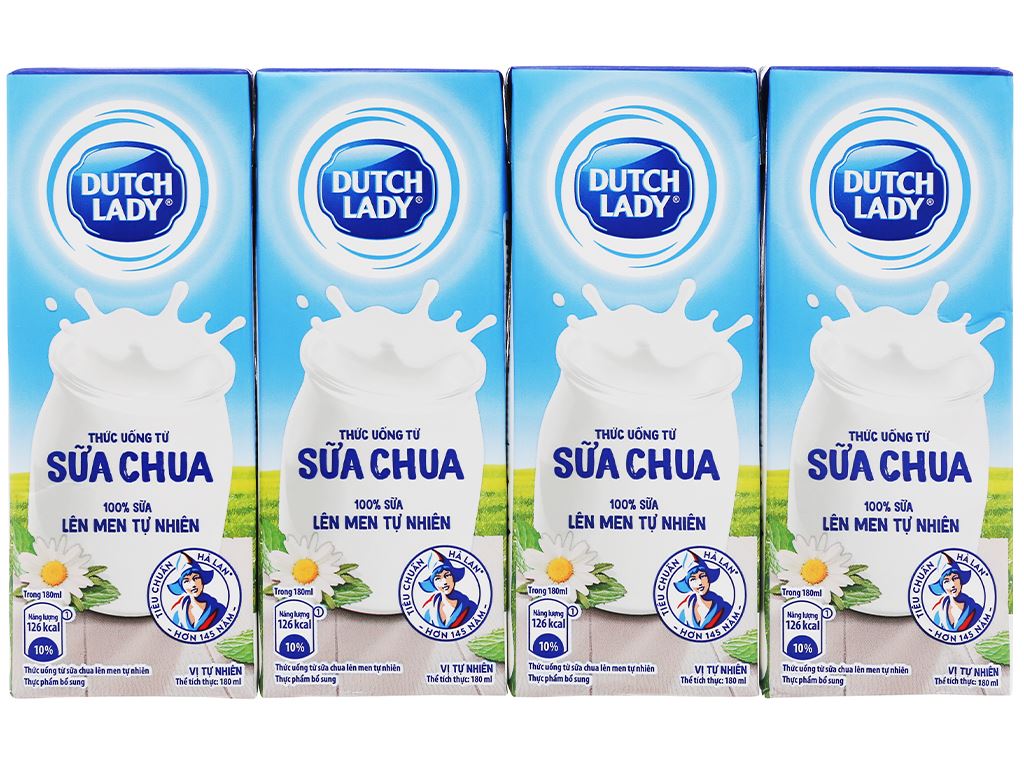 DUTCH
LADY®
THỨC UỐNG TỪ
SỮA CHUA
100% SỮA
LÊN MEN TỰ NHIÊN
TIÊU CHUẨN HÀ LAN*
- HƠN 145 NĂM -
Trong 180ml
Năng lượng
126 kcal
1
10%
Thức uống từ sữa chua lên men tự nhiên
Thực phẩm bổ sung
VỊ TỰ NHIÊN
Thể tích thực: 180 ml
DUTCH
LADY®
THỨC UỐNG TỪ
SỮA CHUA
100% SỮA
LÊN MEN TỰ NHIÊN
TIÊU CHUẨN HÀ LAN*
- HƠN 145 NĂM -
Trong 180ml
Năng lượng
126 kcal
1
10%
Thức uống từ sữa chua lên men tự nhiên
Thực phẩm bổ sung
VỊ TỰ NHIÊN
Thể tích thực: 180 ml
DUTCH
LADY®
THỨC UỐNG TỪ
SỮA CHUA
100% SỮA
LÊN MEN TỰ NHIÊN
TIÊU CHUẨN HÀ LAN*
- HƠN 145 NĂM -
Trong 180ml
Năng lượng
126 kcal
1
10%
Thức uống từ sữa chua lên men tự nhiên
Thực phẩm bổ sung
VỊ TỰ NHIÊN
Thể tích thực: 180 ml
DUTCH
LADY®
THỨC UỐNG TỪ
SỮA CHUA
100% SỮA
LÊN MEN TỰ NHIÊN
TIÊU CHUẨN HÀ LAN*
- HƠN 145 NĂM -
Trong 180ml
Năng lượng
126 kcal
1
10%
Thức uống từ sữa chua lên men tự nhiên
Thực phẩm bổ sung
VỊ TỰ NHIÊN
Thể tích thực: 180 ml